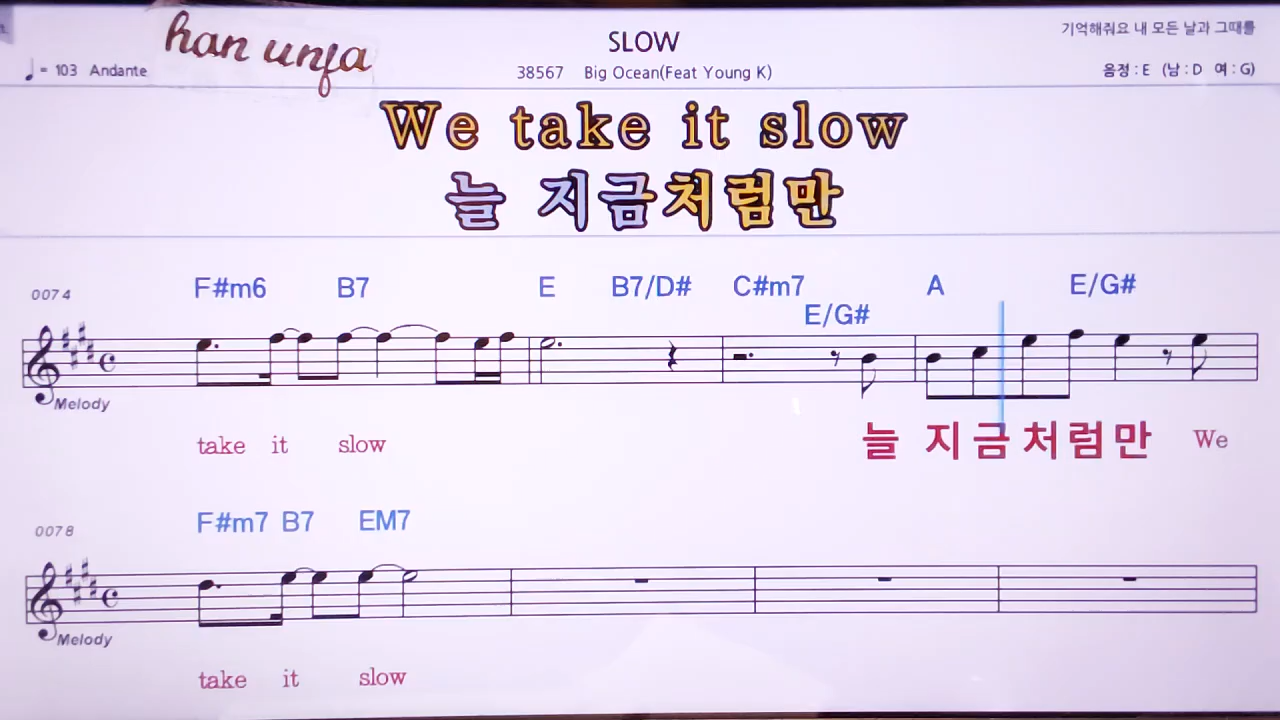 han unja
SLOW
기억해줘요 내 모든 날과 그때를
♩ = 103 Andante
38567 Big Ocean(Feat Young K)
음정 : E (남 : D 여 : G)
We take it slow
늘 지금처럼만
0074 F#m6 B7 E B7/D# C#m7 E/G# A E/G#
Melody
take it slow 늘 지금처럼만 We
0078 F#m7 B7 EM7
Melody
take it slow